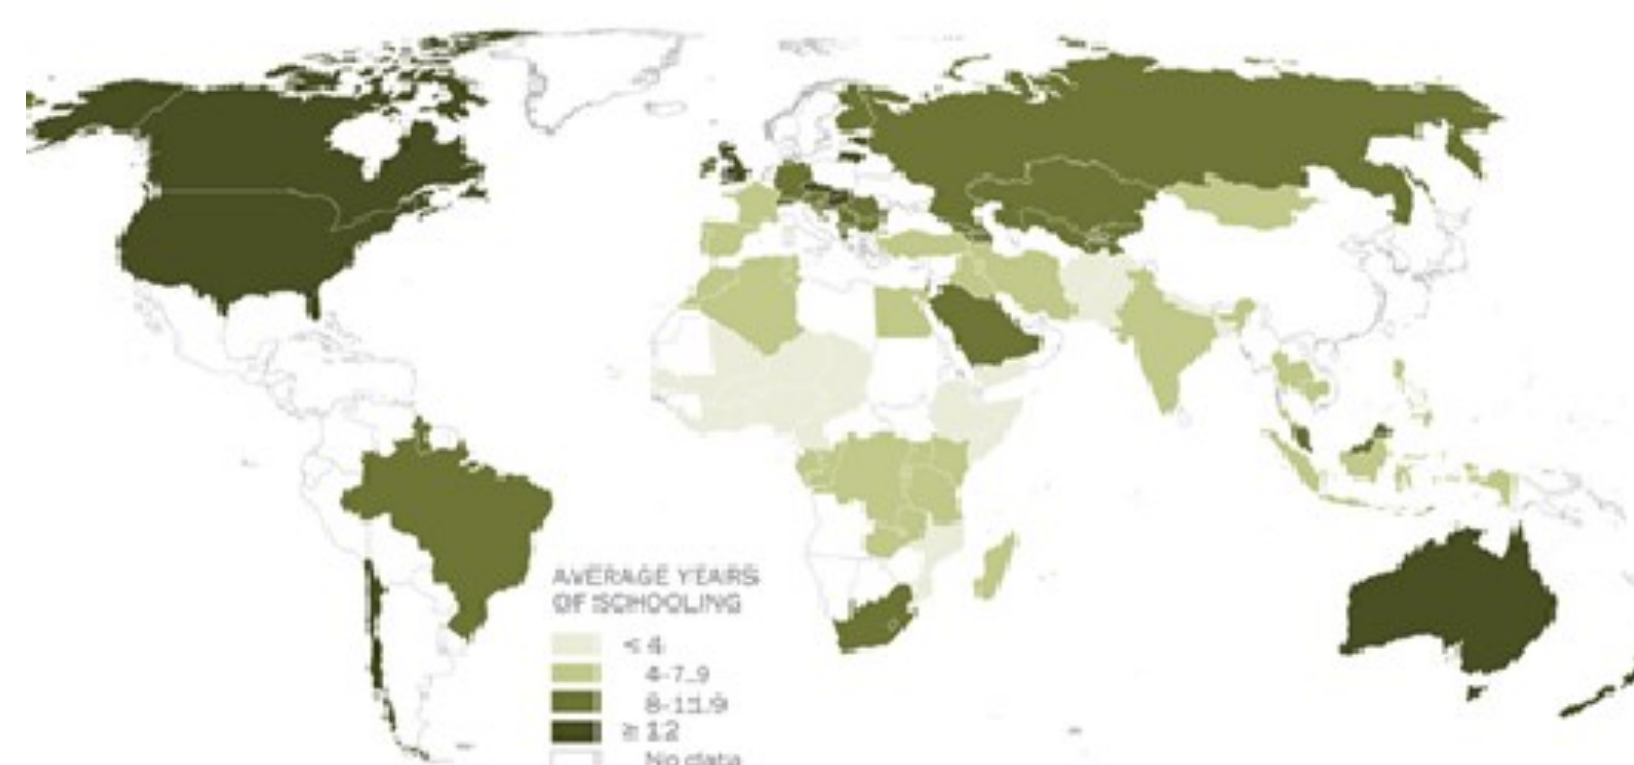 AVERAGE YEARS
OF SCHOOLING
< 4
4-7.9
8-11.9
≥ 12
No data